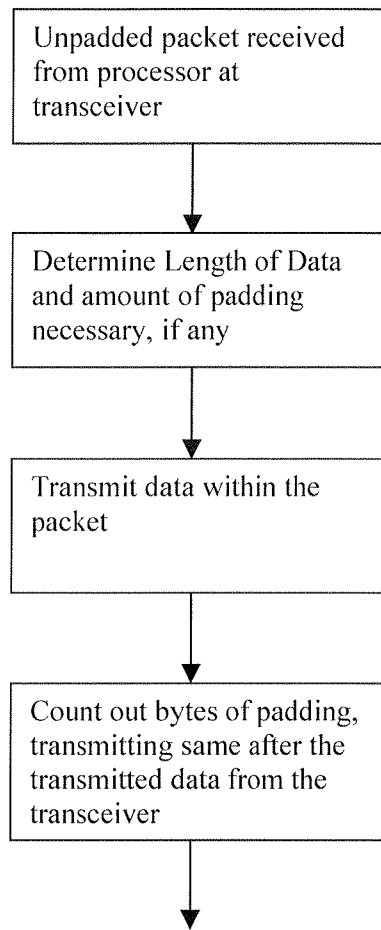 Unpadded packet received
from processor at
transceiver
Determine Length of Data
and amount of padding
necessary, if any
Transmit data within the
packet
Count out bytes of padding,
transmitting same after the
transmitted data from the
transceiver